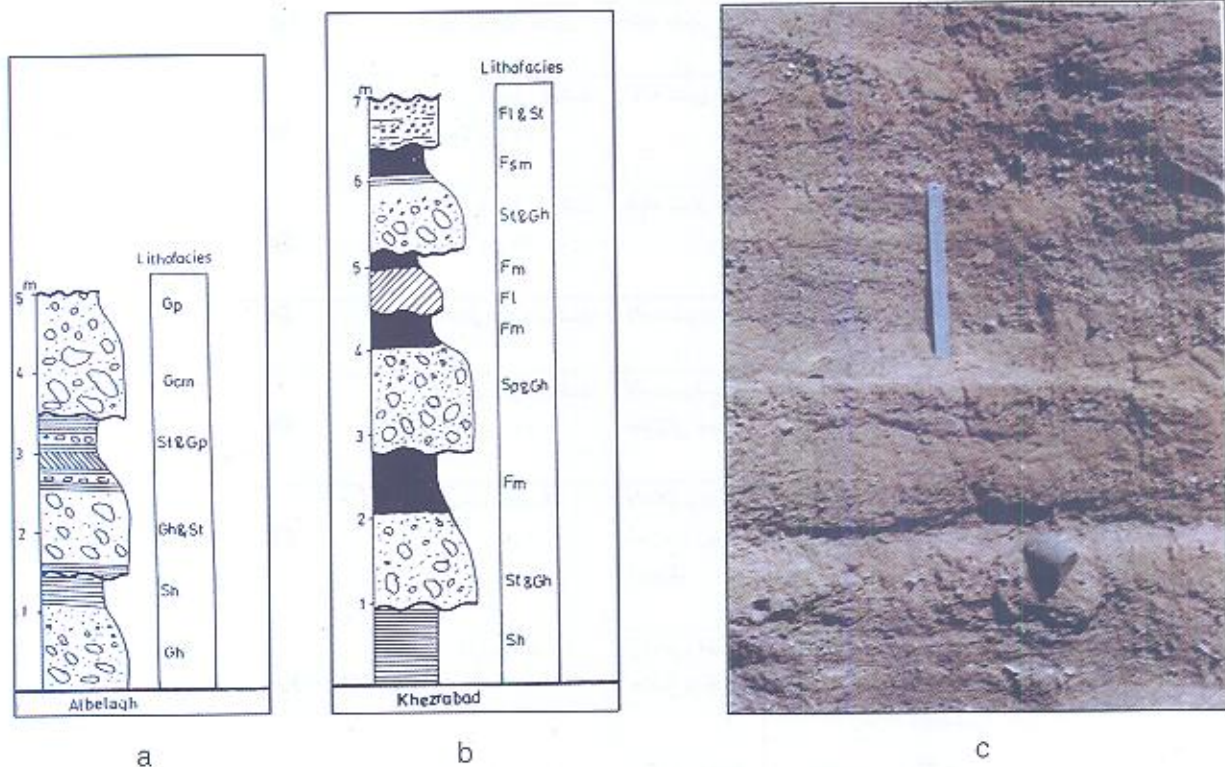 Lithofacies
m
5
4
3
2
1
Gp
Gcm
St&Gp
Gh&St
Sh
Gh
Albelagh
a
Lithofacies
m
7
6
5
4
3
2
1
Fl & St
Fsm
St&Gh
Fm
Fl
Fm
Sp&Gh
Fm
St&Gh
Sh
Khezrabad
b
c